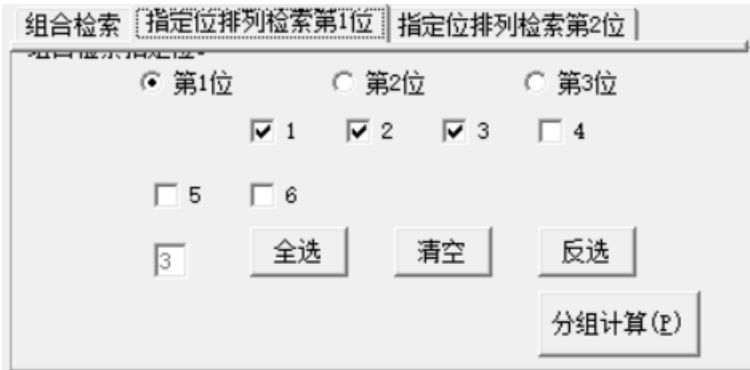 组合检索 指定位排列检索第1位 指定位排列检索第2位
第1位 第2位 第3位
1 2 3 4
5 6
3 全选 清空 反选
分组计算(P)